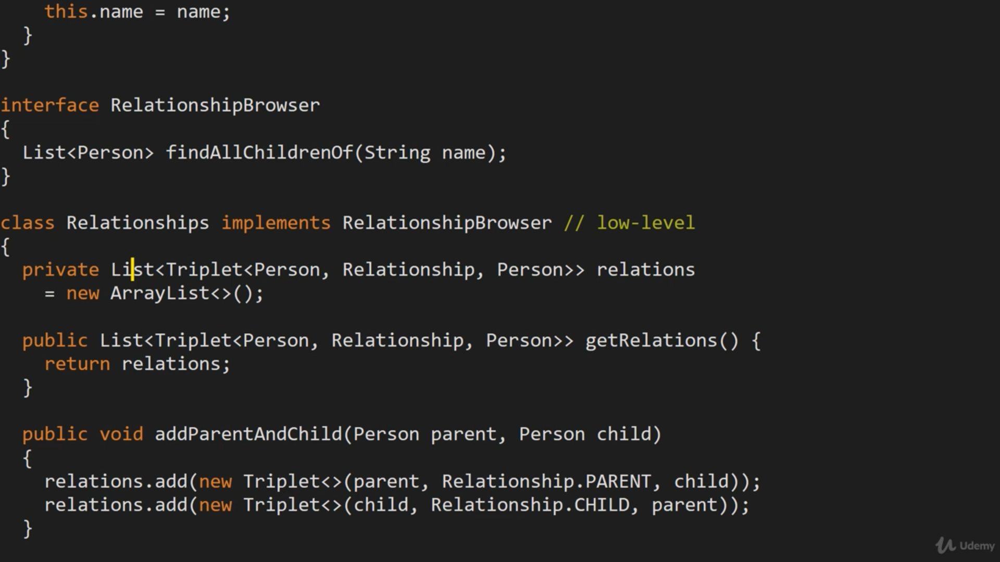 this.name = name;
}
}
interface RelationshipBrowser
{
List<Person> findAllChildrenOf(String name);
}
class Relationships implements RelationshipBrowser // low-level
{
private List<Triplet<Person, Relationship, Person>> relations
= new ArrayList<>();
public List<Triplet<Person, Relationship, Person>> getRelations() {
return relations;
}
public void addParentAndChild(Person parent, Person child)
{
relations.add(new Triplet<>(parent, Relationship.PARENT, child));
relations.add(new Triplet<>(child, Relationship.CHILD, parent));
}
Udemy